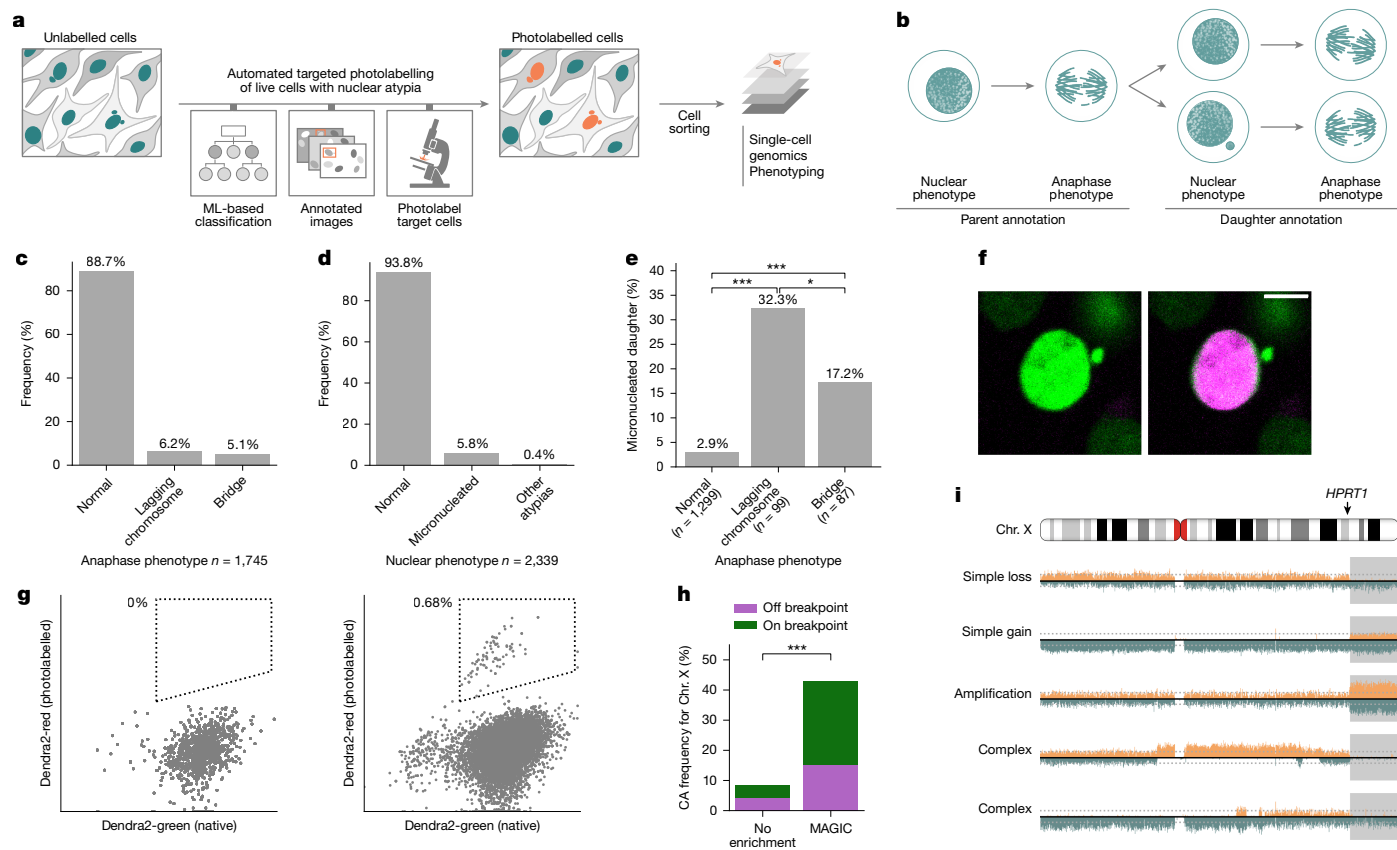 a
Unlabelled cells
Photolabelled cells
Automated targeted photolabelling
of live cells with nuclear atypia
Cell
sorting
Single-cell
genomics
Phenotyping
ML-based
classification
Annotated
images
Photolabel
target cells
b
Nuclear
phenotype
Anaphase
phenotype
Nuclear
phenotype
Anaphase
phenotype
Parent annotation
Daughter annotation
c
Frequency (%)
80
60
40
20
0
88.7%
6.2%
5.1%
Normal
Lagging
chromosome
Bridge
Anaphase phenotype n = 1,745
d
Frequency (%)
80
60
40
20
0
93.8%
5.8%
0.4%
Normal
Micronucleated
Other
atypias
Nuclear phenotype n = 2,339
e
Micronucleated daughter (%)
40
35
30
25
20
15
10
5
0
***
***
*
2.9%
32.3%
17.2%
Normal
(n = 1,299)
Lagging
chromosome
(n = 99)
Bridge
(n = 87)
Anaphase phenotype
f
g
Dendra2-red (photolabelled)
0%
Dendra2-green (native)
Dendra2-red (photolabelled)
0.68%
Dendra2-green (native)
h
Off breakpoint
On breakpoint
CA frequency for Chr. X (%)
50
40
30
20
10
0
***
No
enrichment
MAGIC
i
HPRT1
Chr. X
Simple loss
Simple gain
Amplification
Complex
Complex